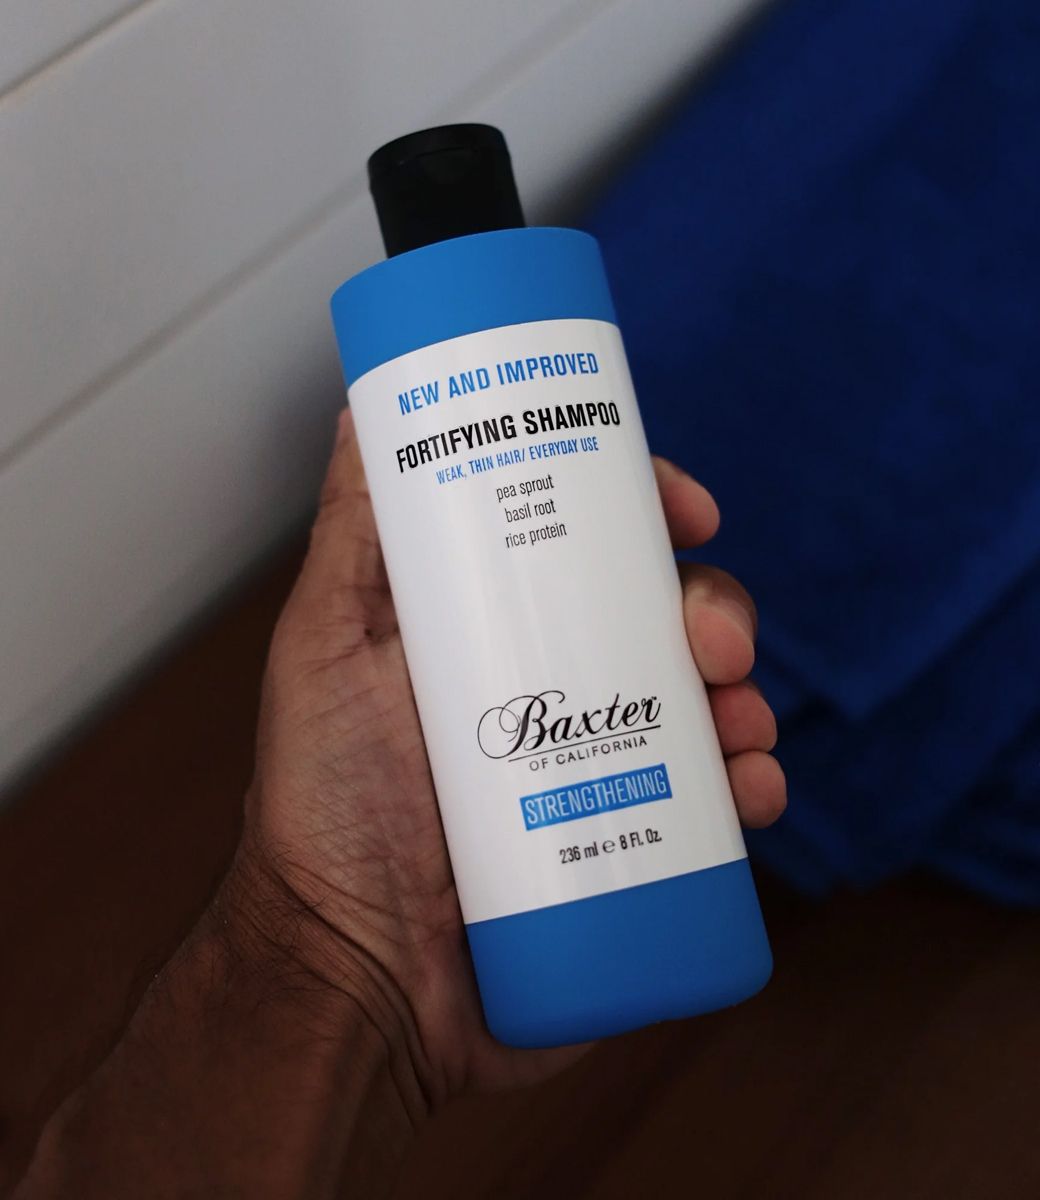 NEW AND IMPROVED
FORTIFYING SHAMPOO
WEAK, THIN HAIR/ EVERYDAY USE
pea sprout
basil root
rice protein
Baxter™
OF CALIFORNIA
STRENGTHENING
236 ml ℮ 8 Fl. Oz.